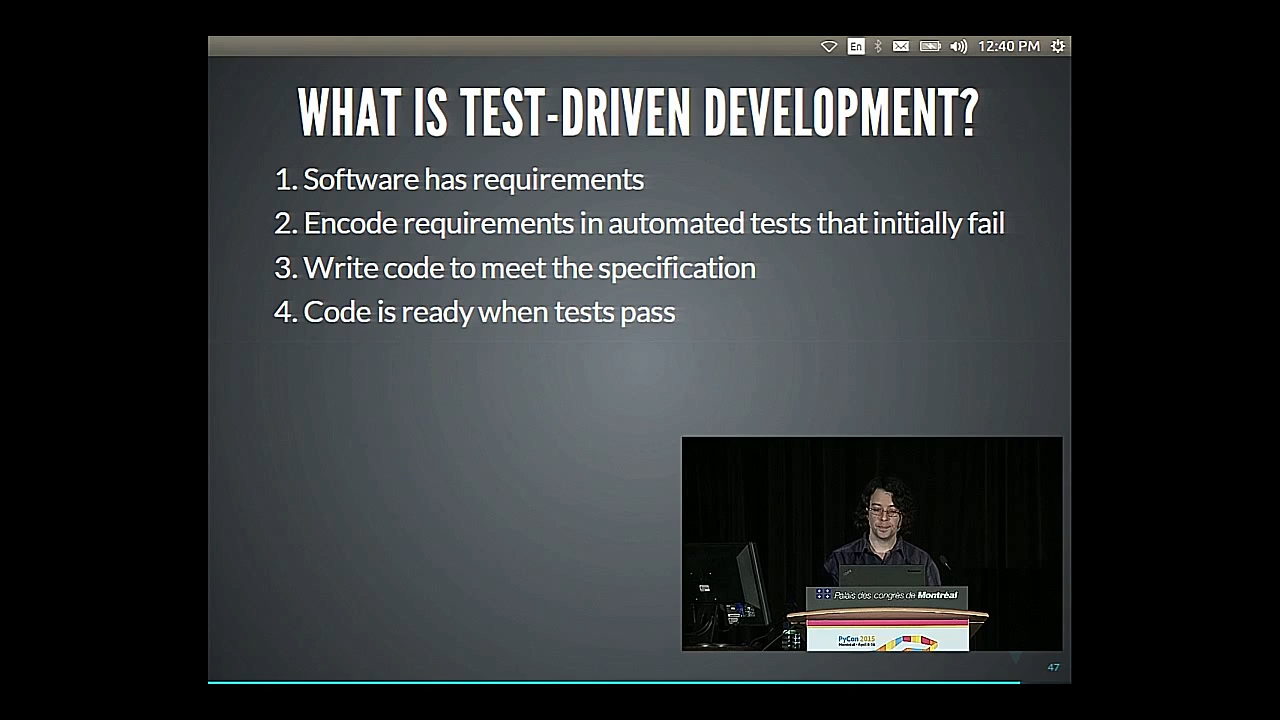 En 12:40 PM
WHAT IS TEST-DRIVEN DEVELOPMENT?
1. Software has requirements
2. Encode requirements in automated tests that initially fail
3. Write code to meet the specification
4. Code is ready when tests pass
Palais des congrès de Montréal
PyCon 2015
47